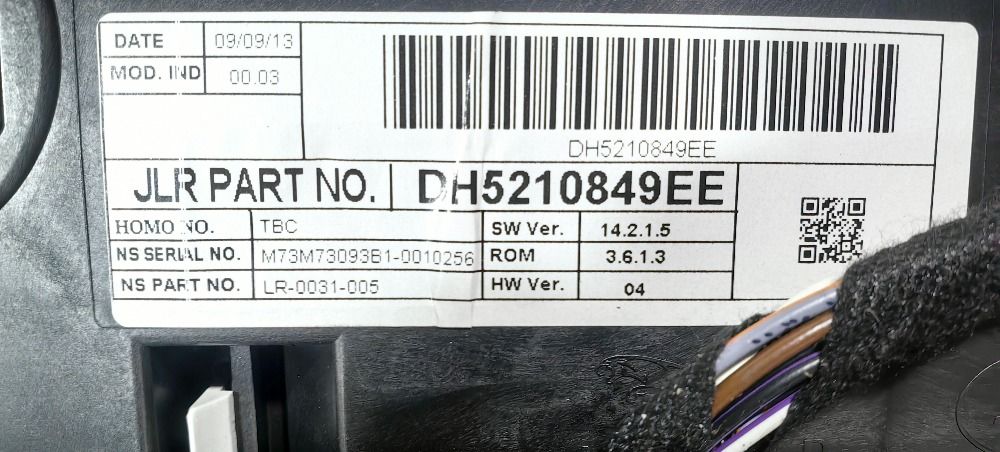 DATE 09/09/13
MOD. IND 00.03
DH5210849EE
JLR PART NO. DH5210849EE
HOMO NO. TBC SW Ver. 14.2.1.5
NS SERIAL NO. M73M73093B1-0010256 ROM 3.6.1.3
NS PART NO. LR-0031-005 HW Ver. 04